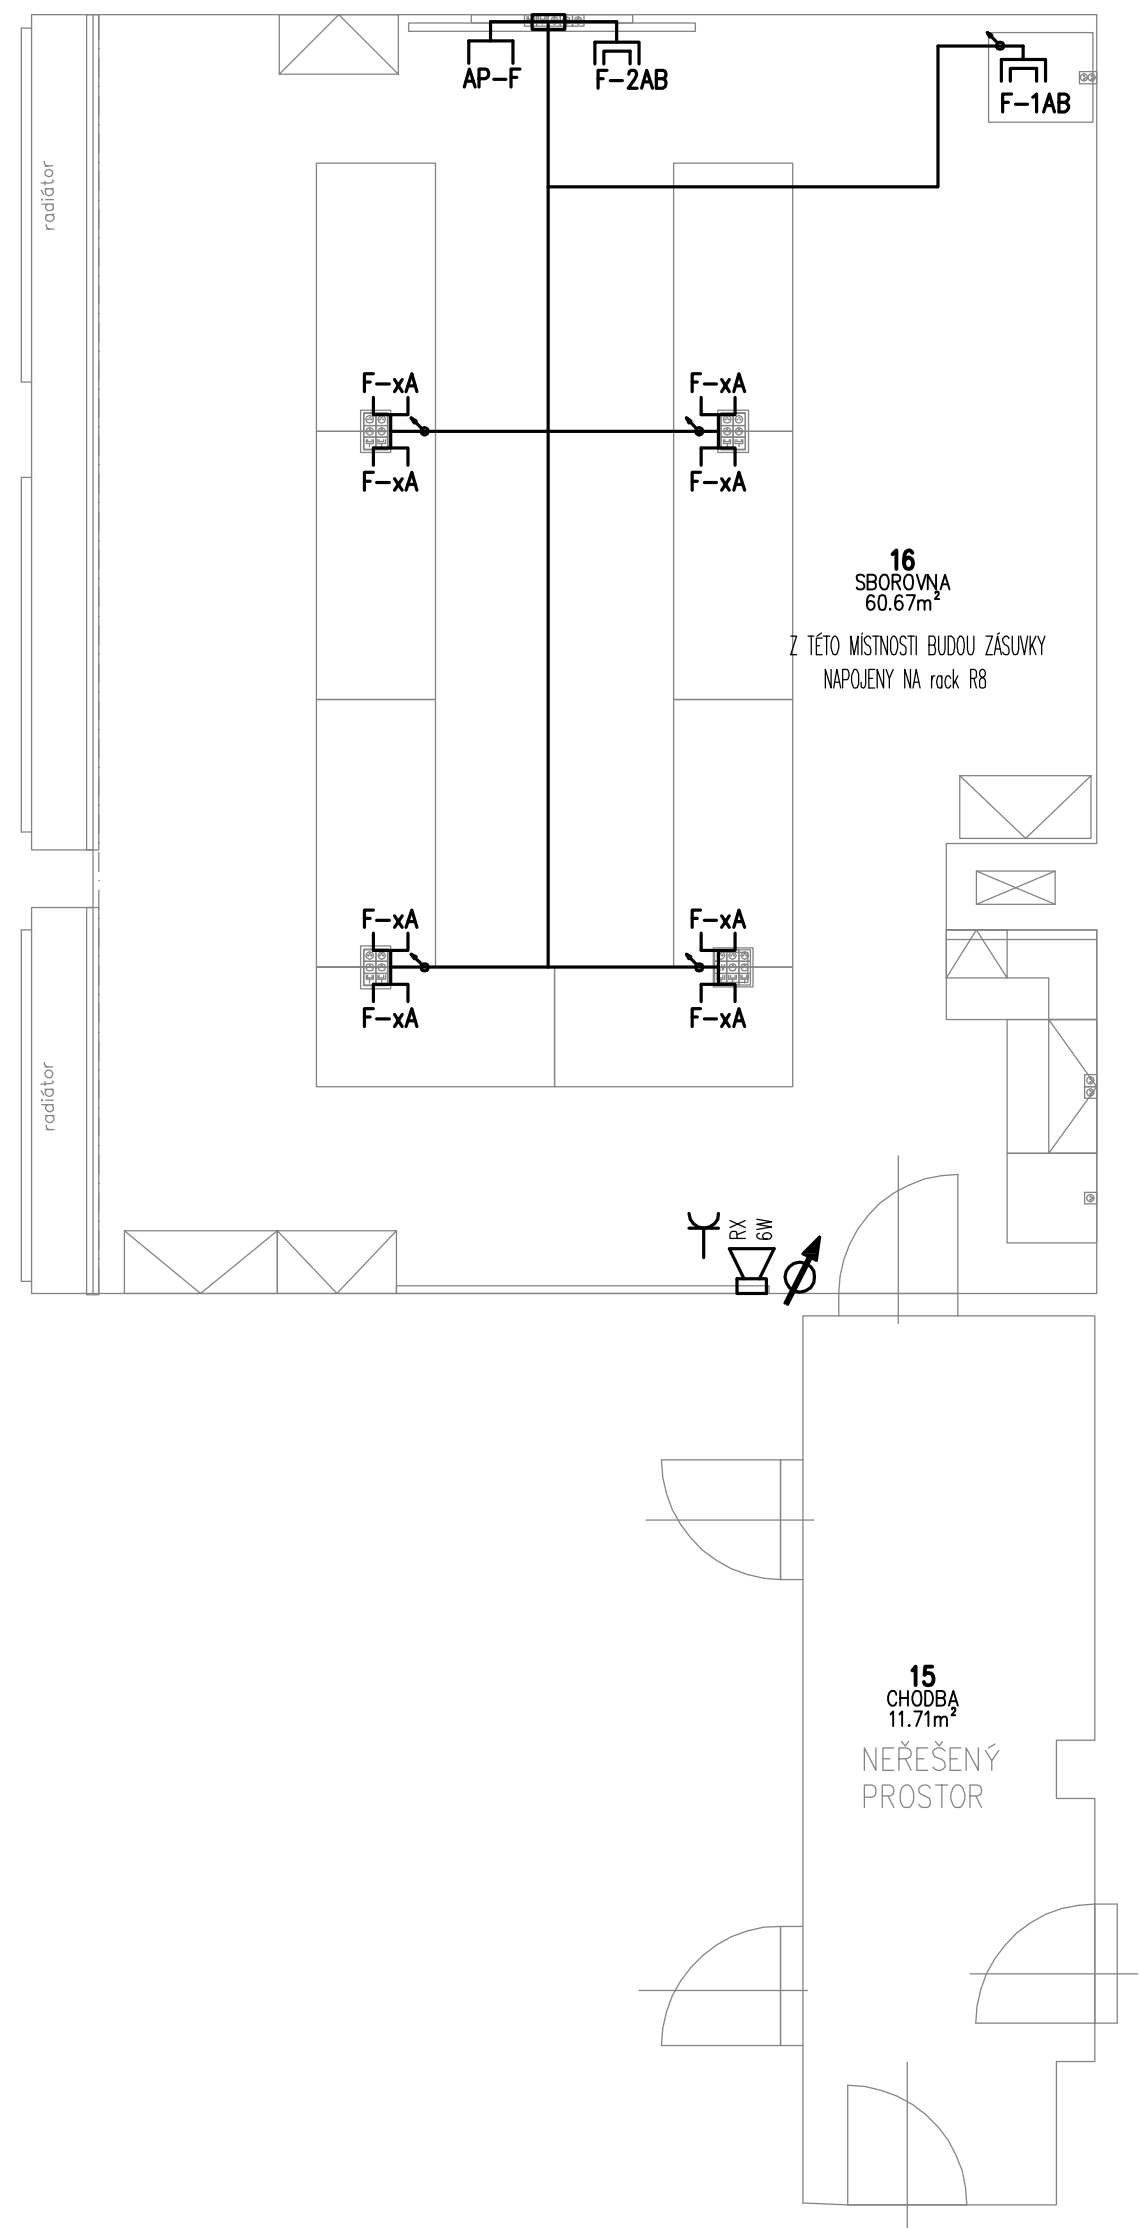 AP-F
F-2AB
F-1AB
radiátor
F-xA
F-xA
F-xA
F-xA
16
SBOROVNA
60.67m²
Z TÉTO MÍSTNOSTI BUDOU ZÁSUVKY
NAPOJENY NA rack R8
F-xA
F-xA
F-xA
F-xA
radiátor
RX
6W
15
CHODBA
11.71m²
NEŘEŠENÝ
PROSTOR